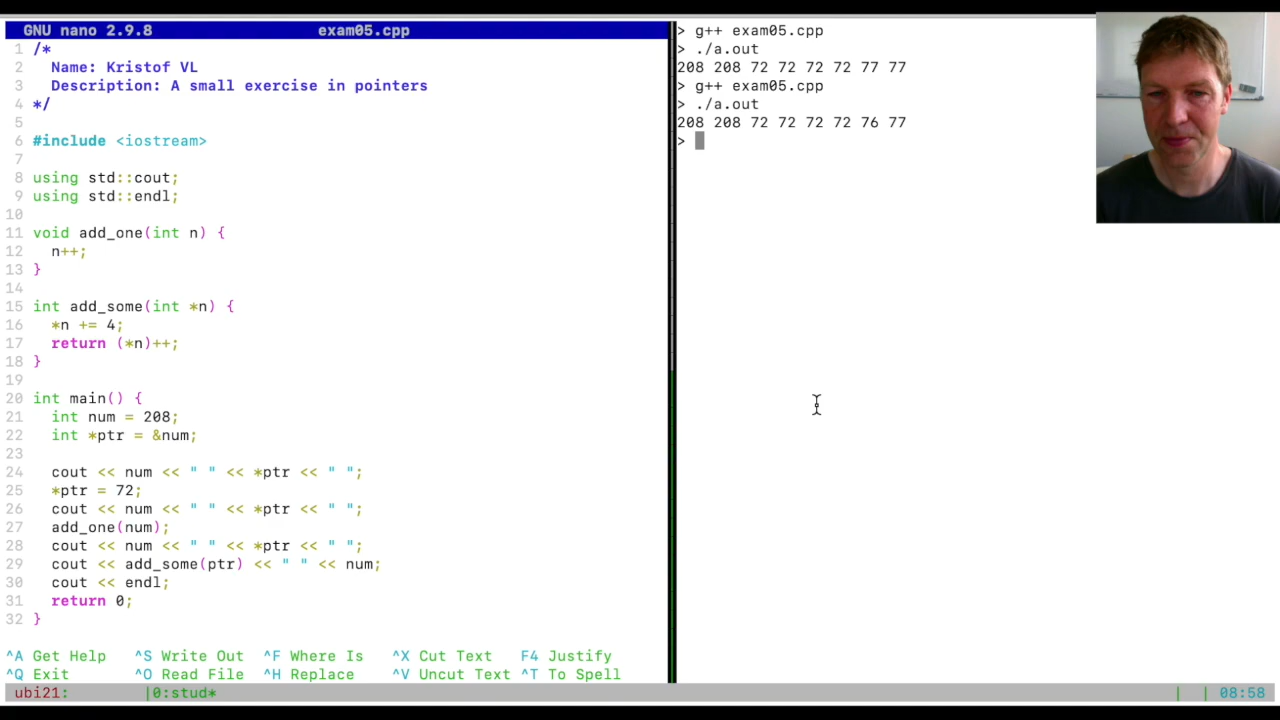 GNU nano 2.9.8 exam05.cpp
1 /*
2 Name: Kristof VL
3 Description: A small exercise in pointers
4 */
5
6 #include <iostream>
7
8 using std::cout;
9 using std::endl;
10
11 void add_one(int n) {
12 n++;
13 }
14
15 int add_some(int *n) {
16 *n += 4;
17 return (*n)++;
18 }
19
20 int main() {
21 int num = 208;
22 int *ptr = &num;
23
24 cout << num << " " << *ptr << " ";
25 *ptr = 72;
26 cout << num << " " << *ptr << " ";
27 add_one(num);
28 cout << num << " " << *ptr << " ";
29 cout << add_some(ptr) << " " << num;
30 cout << endl;
31 return 0;
32 }
^A Get Help ^S Write Out ^F Where Is ^X Cut Text F4 Justify
^Q Exit ^O Read File ^H Replace ^V Uncut Text ^T To Spell
> g++ exam05.cpp
> ./a.out
208 208 72 72 72 72 77 77
> g++ exam05.cpp
> ./a.out
208 208 72 72 72 72 76 77
>
ubi21: |0:stud* | | 08:58